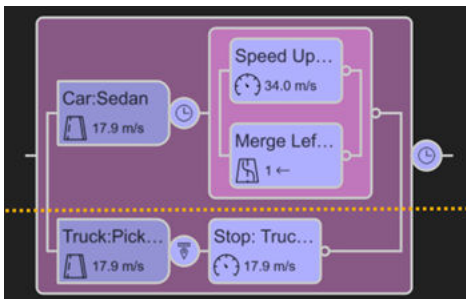 Speed Up...
34.0 m/s
Car:Sedan
17.9 m/s
Merge Lef...
1 ←
Truck:Pick...
17.9 m/s
Stop: Truc...
17.9 m/s